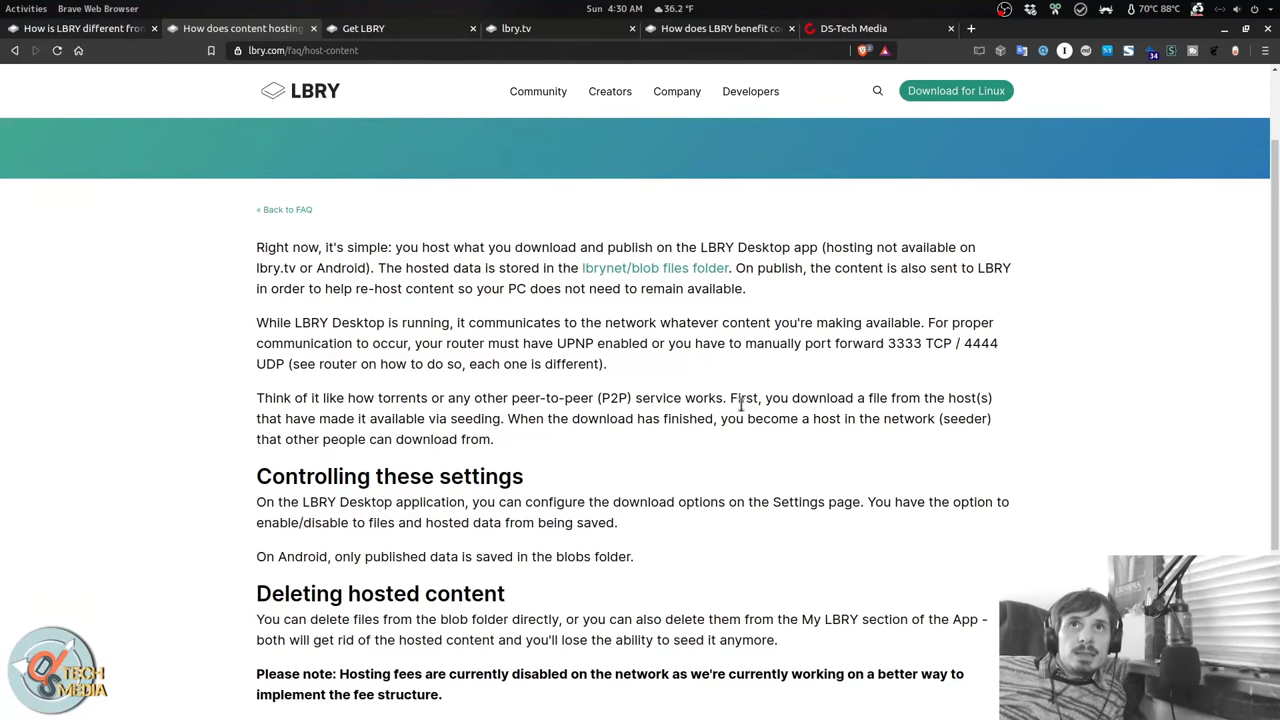 Activities
Brave Web Browser
Sun 4:30 AM
36.2 °F
70°C 88°C
How is LBRY different fron
How does content hosting
Get LBRY
lbry.tv
How does LBRY benefit co
DS-Tech Media
lbry.com/faq/host-content
34
LBRY
Community
Creators
Company
Developers
Download for Linux
« Back to FAQ
Right now, it's simple: you host what you download and publish on the LBRY Desktop app (hosting not available on
lbry.tv or Android). The hosted data is stored in the lbrynet/blob files folder. On publish, the content is also sent to LBRY
in order to help re-host content so your PC does not need to remain available.
While LBRY Desktop is running, it communicates to the network whatever content you're making available. For proper
communication to occur, your router must have UPNP enabled or you have to manually port forward 3333 TCP / 4444
UDP (see router on how to do so, each one is different).
Think of it like how torrents or any other peer-to-peer (P2P) service works. First, you download a file from the host(s)
that have made it available via seeding. When the download has finished, you become a host in the network (seeder)
that other people can download from.
Controlling these settings
On the LBRY Desktop application, you can configure the download options on the Settings page. You have the option to
enable/disable to files and hosted data from being saved.
On Android, only published data is saved in the blobs folder.
Deleting hosted content
You can delete files from the blob folder directly, or you can also delete them from the My LBRY section of the App -
both will get rid of the hosted content and you'll lose the ability to seed it anymore.
Please note: Hosting fees are currently disabled on the network as we're currently working on a better way to
implement the fee structure.
DS
TECH
MEDIA